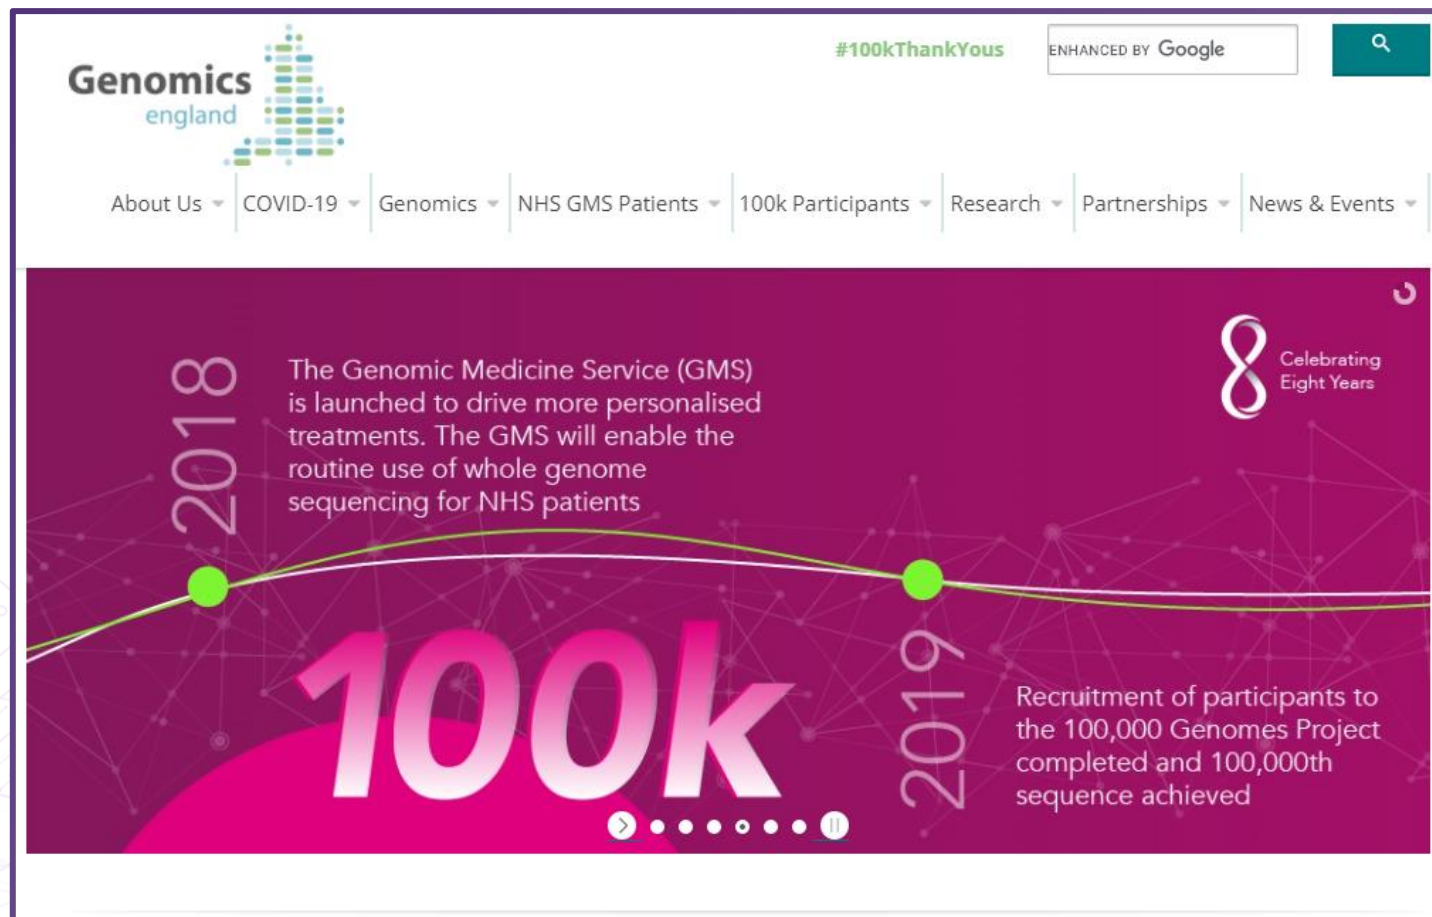 Genomics
england
#100kThankYous
ENHANCED BY Google
About Us
COVID-19
Genomics
NHS GMS Patients
100k Participants
Research
Partnerships
News & Events
2018
The Genomic Medicine Service (GMS)
is launched to drive more personalised
treatments. The GMS will enable the
routine use of whole genome
sequencing for NHS patients
8
Celebrating
Eight Years
100k
2019
Recruitment of participants to
the 100,000 Genomes Project
completed and 100,000th
sequence achieved